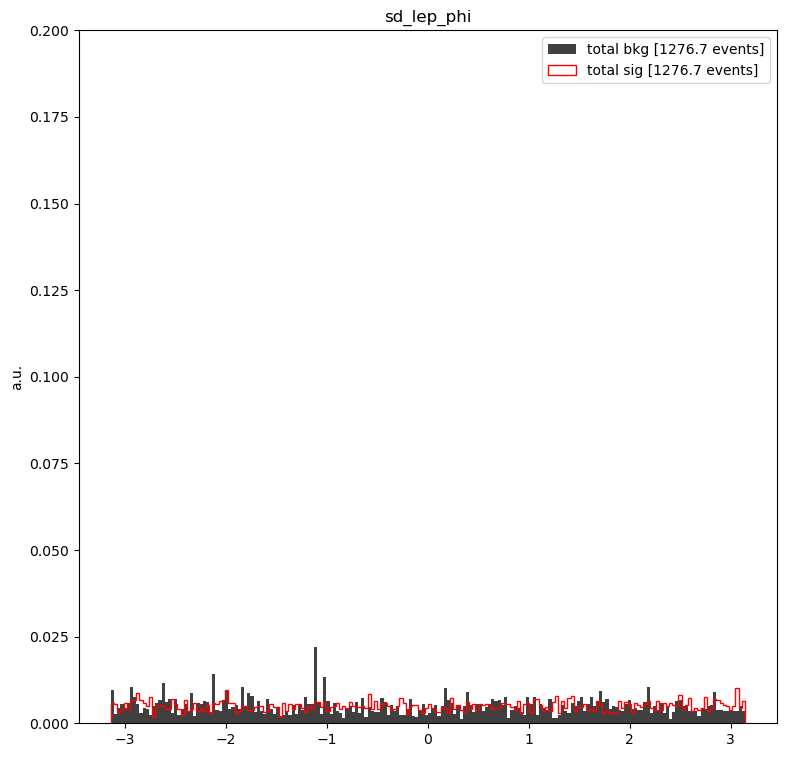 sd_lep_phi
total bkg [1276.7 events]
total sig [1276.7 events]
a.u.
0.200
0.175
0.150
0.125
0.100
0.075
0.050
0.025
0.000
−3 −2 −1 0 1 2 3